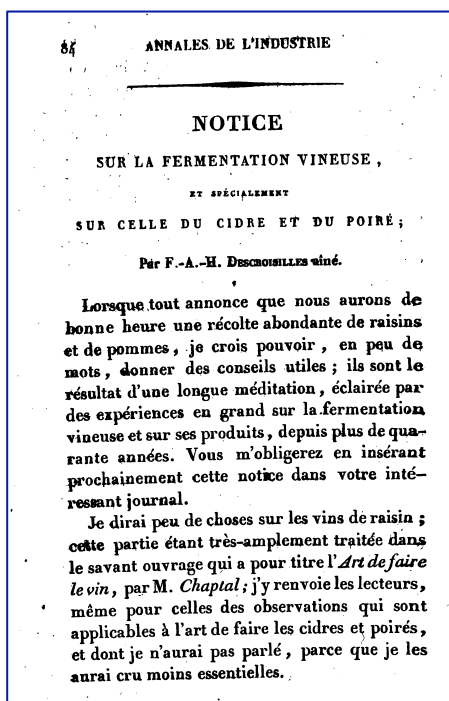 84
ANNALES DE L'INDUSTRIE
NOTICE
SUR LA FERMENTATION VINEUSE,
ET SPÉCIALEMENT
SUR CELLE DU CIDRE ET DU POIRÉ;
Par F.-A.-H. DESCROISILLES aîné.
Lorsque tout annonce que nous aurons de
bonne heure une récolte abondante de raisins
et de pommes, je crois pouvoir, en peu de
mots, donner des conseils utiles; ils sont le
résultat d'une longue méditation, éclairée par
des expériences en grand sur la fermentation
vineuse et sur ses produits, depuis plus de qua-
rante années. Vous m'obligerez en insérant
prochainement cette notice dans votre inté-
ressant journal.
Je dirai peu de choses sur les vins de raisin;
cette partie étant très-amplement traitée dans
le savant ouvrage qui a pour titre l'Art de faire
le vin, par M. Chaptal; j'y renvoie les lecteurs,
même pour celles des observations qui sont
applicables à l'art de faire les cidres et poirés,
et dont je n'aurai pas parlé, parce que je les
aurai cru moins essentielles.